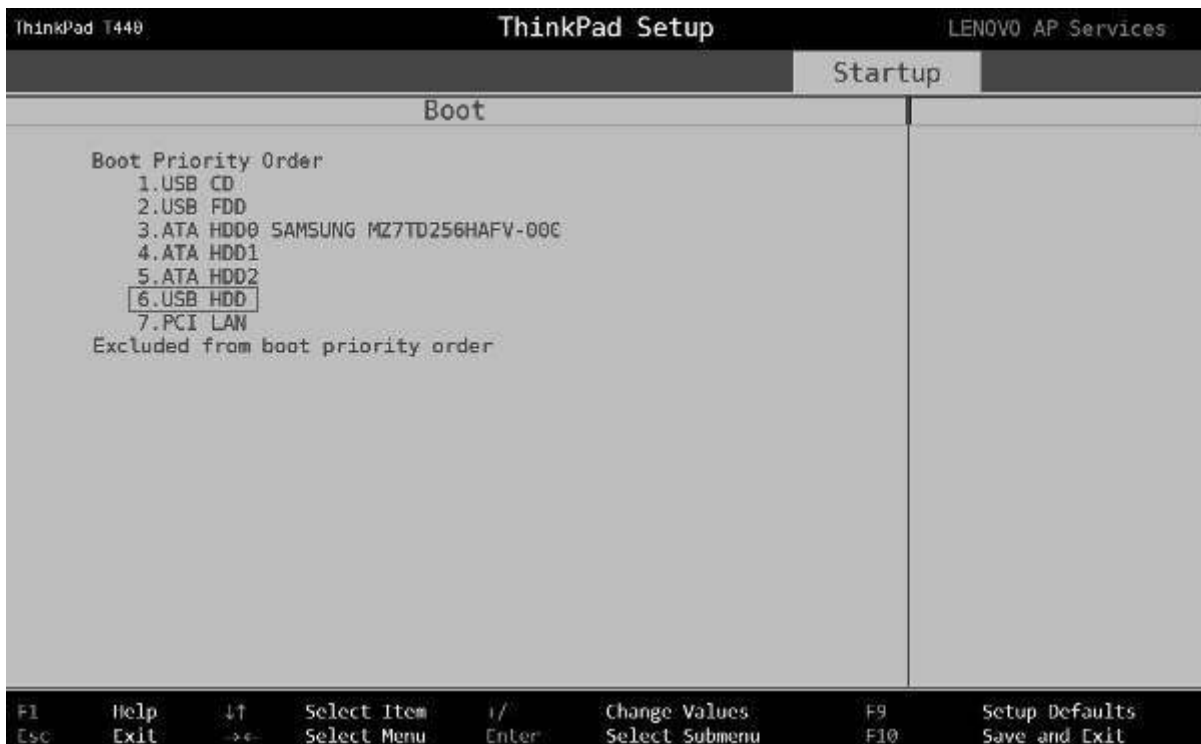 ThinkPad T440
ThinkPad Setup
LENOVO AP Services
Startup
Boot
Boot Priority Order
1.USB CD
2.USB FDD
3.ATA HDD0 SAMSUNG MZ7TD256HAFV-00C
4.ATA HDD1
5.ATA HDD2
6.USB HDD
7.PCI LAN
Excluded from boot priority order
F1 Help ↓↑ Select Item +/ Change Values F9 Setup Defaults
Esc Exit →← Select Menu Enter Select Submenu F10 Save and Exit